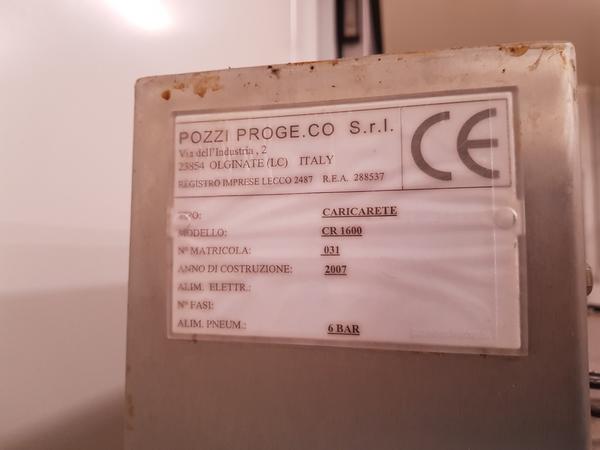 POZZI PROGE.CO S.r.l.
Via dell'Industria , 2
23854 OLGINATE (LC) ITALY
REGISTRO IMPRESE LECCO 2487 R.E.A. 288537
CE
TIPO: CARICARETE
MODELLO: CR 1600
N° MATRICOLA: 031
ANNO DI COSTRUZIONE: 2007
ALIM. ELETTR.:
N° FASI:
ALIM. PNEUM.: 6 BAR